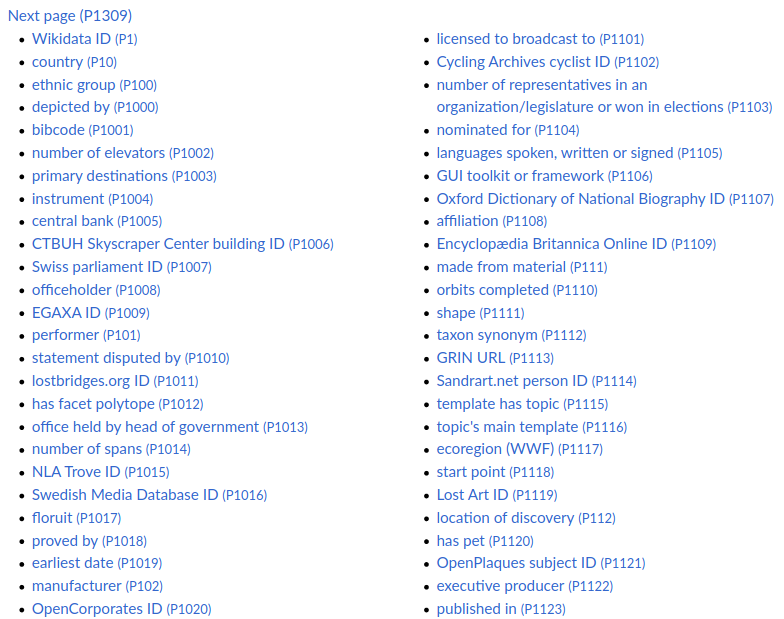 Next page (P1309)
Wikidata ID (P1)
country (P10)
ethnic group (P100)
depicted by (P1000)
bibcode (P1001)
number of elevators (P1002)
primary destinations (P1003)
instrument (P1004)
central bank (P1005)
CTBUH Skyscraper Center building ID (P1006)
Swiss parliament ID (P1007)
officeholder (P1008)
EGAXA ID (P1009)
performer (P101)
statement disputed by (P1010)
lostbridges.org ID (P1011)
has facet polytope (P1012)
office held by head of government (P1013)
number of spans (P1014)
NLA Trove ID (P1015)
Swedish Media Database ID (P1016)
floruit (P1017)
proved by (P1018)
earliest date (P1019)
manufacturer (P102)
OpenCorporates ID (P1020)
licensed to broadcast to (P1101)
Cycling Archives cyclist ID (P1102)
number of representatives in an
organization/legislature or won in elections (P1103)
nominated for (P1104)
languages spoken, written or signed (P1105)
GUI toolkit or framework (P1106)
Oxford Dictionary of National Biography ID (P1107)
affiliation (P1108)
Encyclopædia Britannica Online ID (P1109)
made from material (P111)
orbits completed (P1110)
shape (P1111)
taxon synonym (P1112)
GRIN URL (P1113)
Sandrart.net person ID (P1114)
template has topic (P1115)
topic's main template (P1116)
ecoregion (WWF) (P1117)
start point (P1118)
Lost Art ID (P1119)
location of discovery (P112)
has pet (P1120)
OpenPlaques subject ID (P1121)
executive producer (P1122)
published in (P1123)